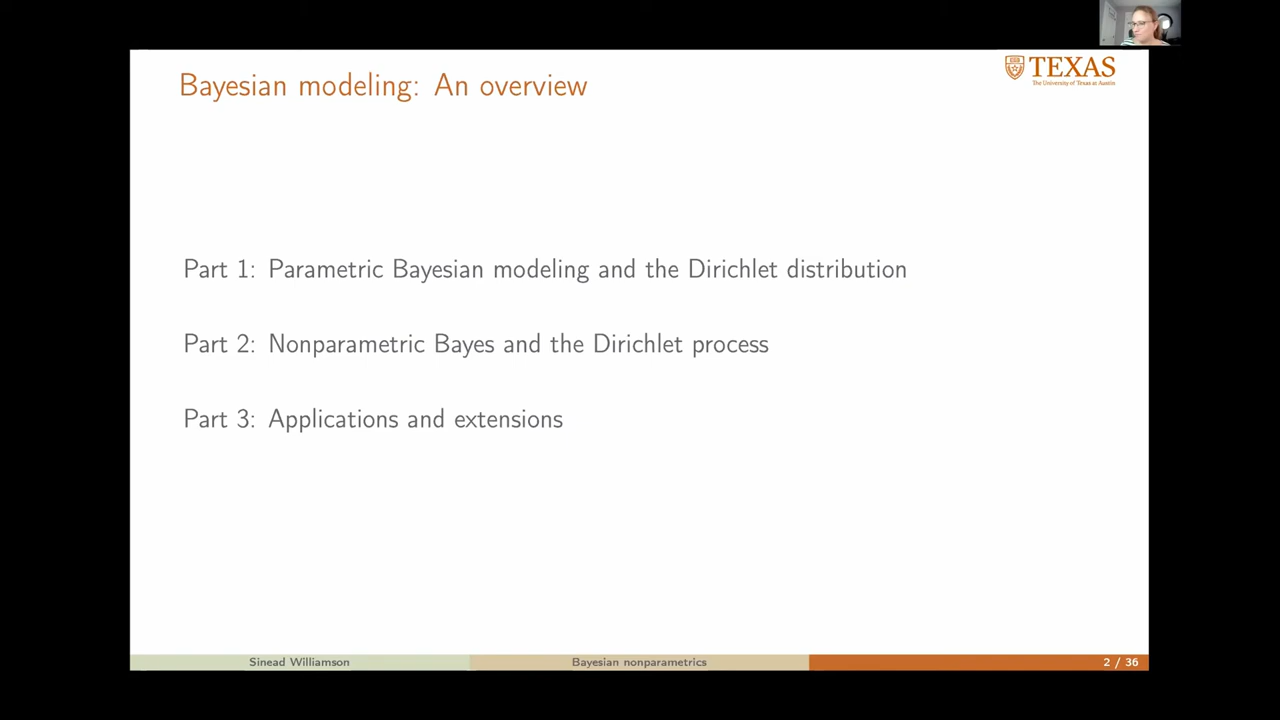 Bayesian modeling: An overview
TEXAS
The University of Texas at Austin
Part 1: Parametric Bayesian modeling and the Dirichlet distribution
Part 2: Nonparametric Bayes and the Dirichlet process
Part 3: Applications and extensions
Sinead Williamson
Bayesian nonparametrics
2 / 36